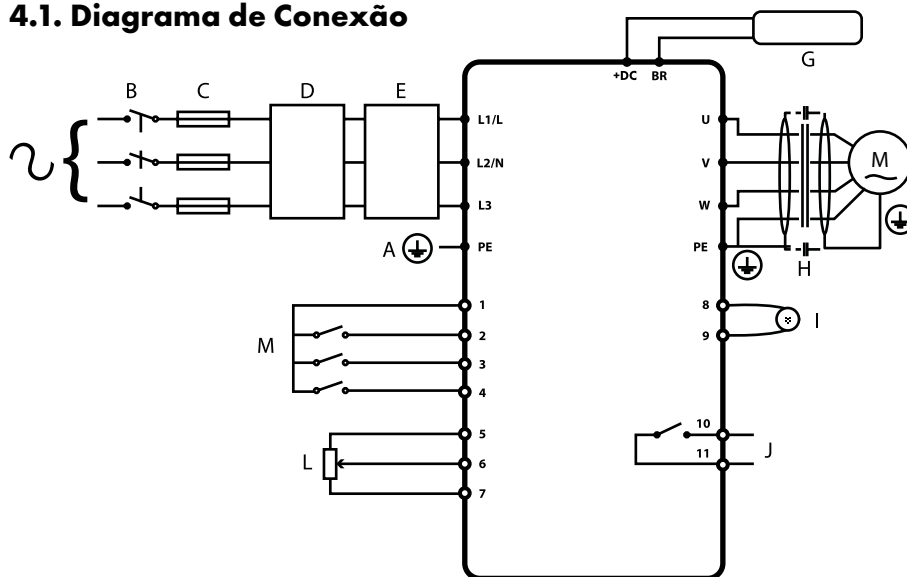 4.1. Diagrama de Conexão
G
+DC BR
B C D E
L1/L U
L2/N V M
L3 W
A PE PE
H
1 8
M 2 9 I
3
4
5 10
L 6 11 J
7